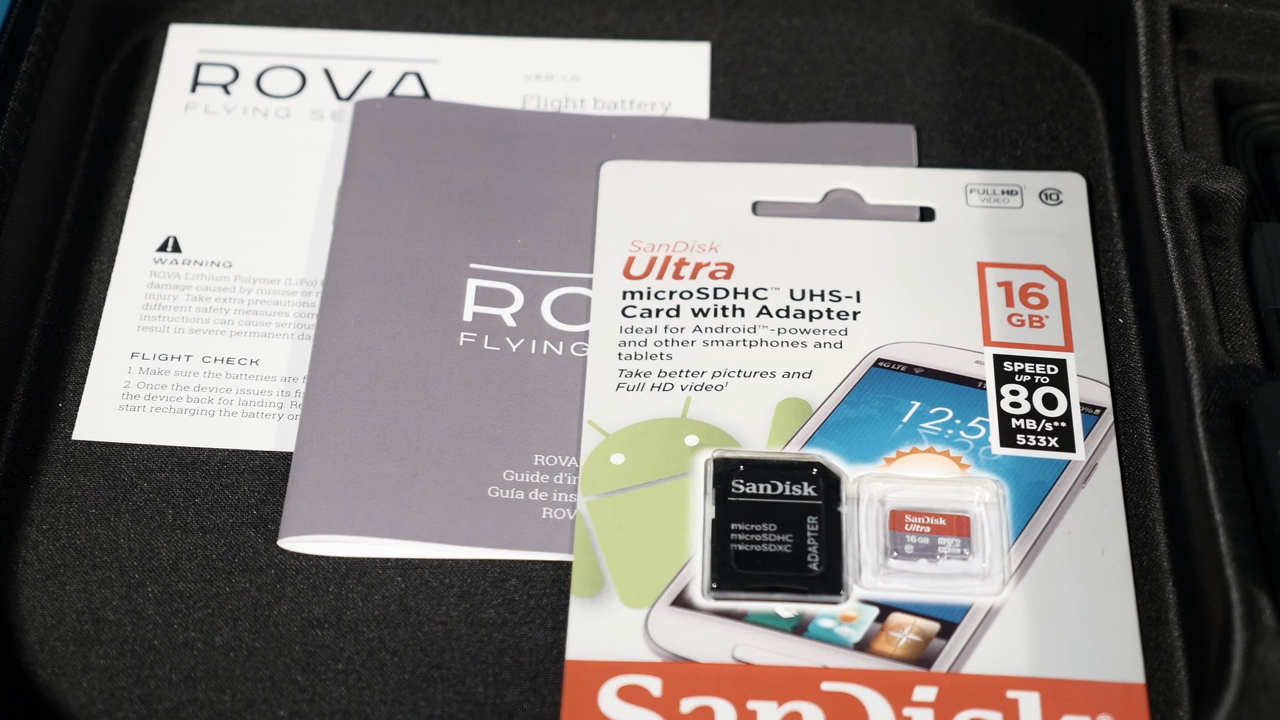 ROVA
FLYING SE
VER 1.0
Flight battery
WARNING
ROVA Lithium Polymer (LiPo)
damage caused by misuse or
injury. Take extra precautions
different safety measures com
instructions can cause seriou
result in severe permanent da
FLIGHT CHECK
1. Make sure the batteries are f
2. Once the device issues its fi
the device back for landing. Re
start recharging the battery on
RO
FLYING
ROVA
Guide d'in
Guía de ins
ROV
FULL HD
VIDEO
10
SanDisk
Ultra
microSDHC™ UHS-I
Card with Adapter
Ideal for Android™-powered
and other smartphones and
tablets
Take better pictures and
Full HD video¹
16
GB*
SPEED
UP TO
80
MB/s**
533X
4G LTE
12:5
SanDisk
microSD
microSDHC
microSDXC
ADAPTER
SanDisk
Ultra
16GB
SanDisk®